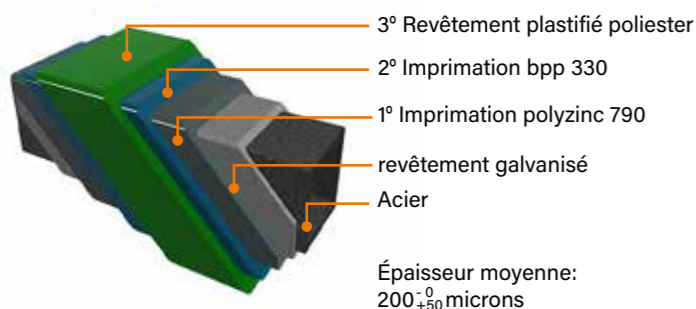 3º Revêtement plastifié poliester
2º Imprimation bpp 330
1º Imprimation polyzinc 790
revêtement galvanisé
Acier
Épaisseur moyenne:
200 - 0 +50 microns